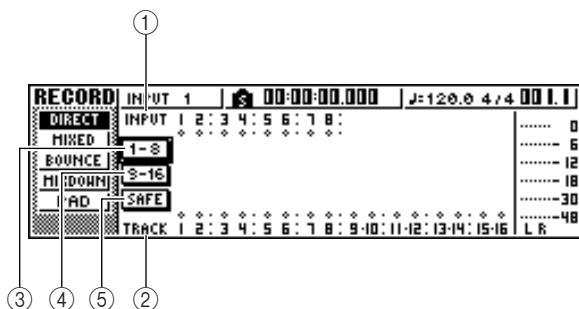 ①
RECORD INPUT 1 S 00:00:00.000 ♩=120.0 4/4 001.1
DIRECT INPUT 1 2 3 4 5 6 7 8 0
MIXED 1-8 6
BOUNCE 12
MIXDOWN 9-16 18
PAD SAFE 30
48
TRACK 1 2 3 4 5 6 7 8 9-10 11-12 13-14 15-16 L R
③ ④ ⑤ ②